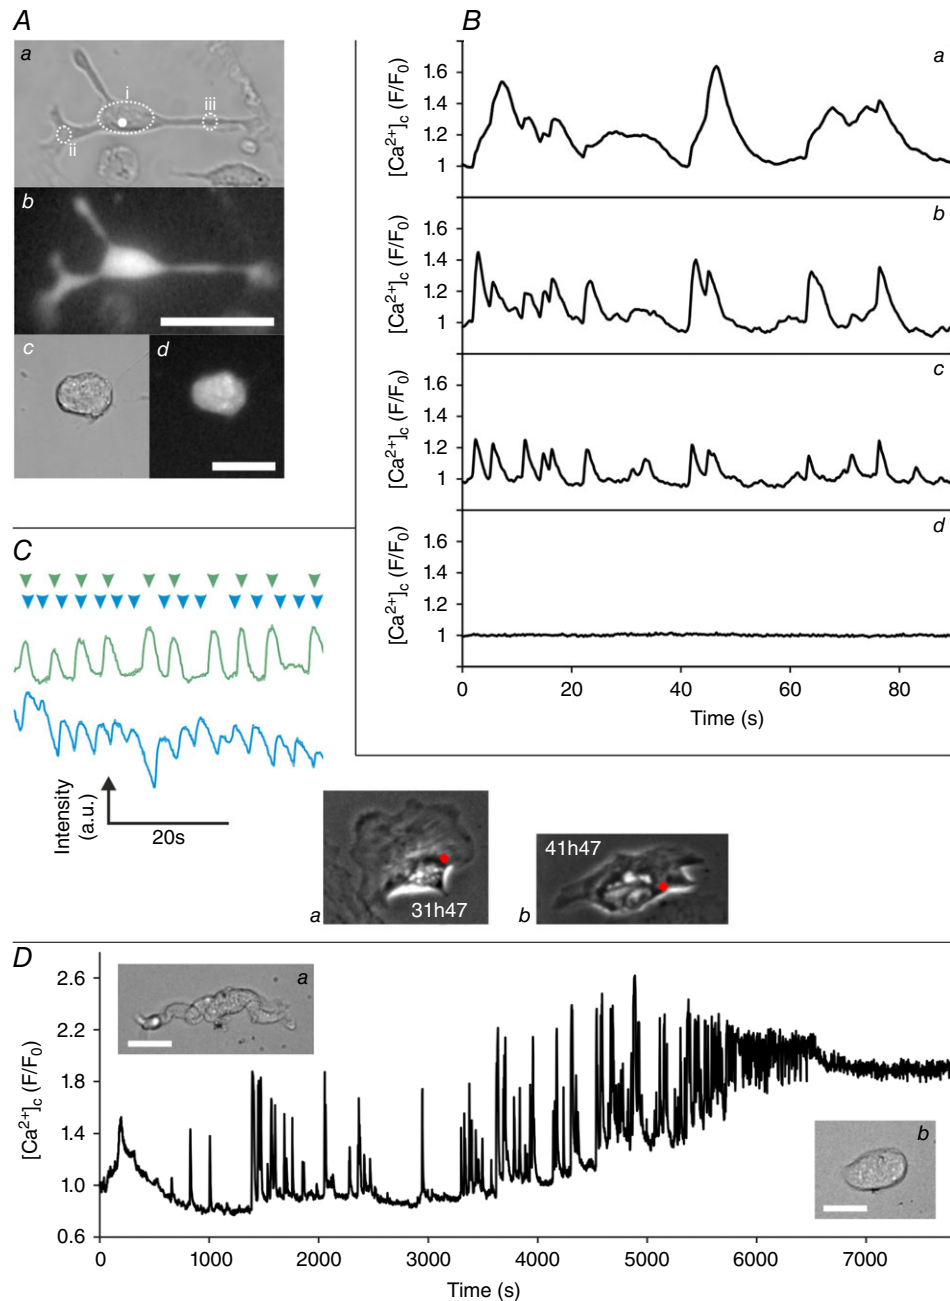 A
a
i
ii
iii
b
c
d
B
[Ca2+]c (F/F0)
1.6
1.4
1.2
1
a
[Ca2+]c (F/F0)
1.6
1.4
1.2
1
b
[Ca2+]c (F/F0)
1.6
1.4
1.2
1
c
[Ca2+]c (F/F0)
1.6
1.4
1.2
1
d
0 20 40 60 80
Time (s)
C
Intensity
(a.u.)
20s
a
31h47
b
41h47
D
[Ca2+]c (F/F0)
2.6
2.2
1.8
1.4
1.0
0.6
a
b
0 1000 2000 3000 4000 5000 6000 7000
Time (s)